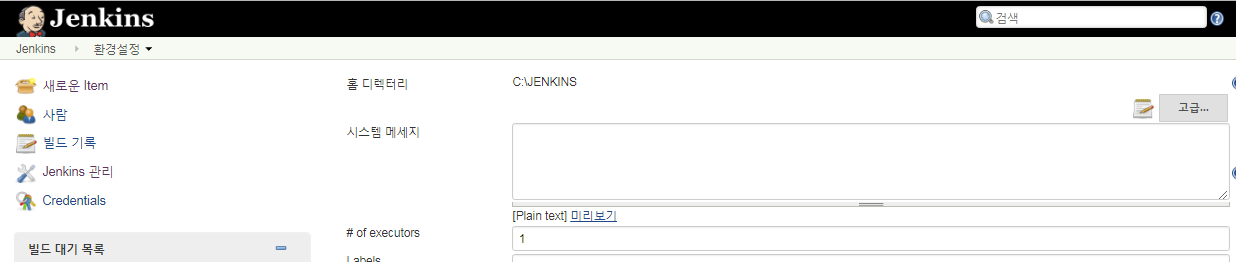 Jenkins
검색
Jenkins 환경설정
새로운 Item
사람
빌드 기록
Jenkins 관리
Credentials
빌드 대기 목록
홈 디렉터리 C:\JENKINS
고급...
시스템 메세지
[Plain text] 미리보기
# of executors 1
Labels